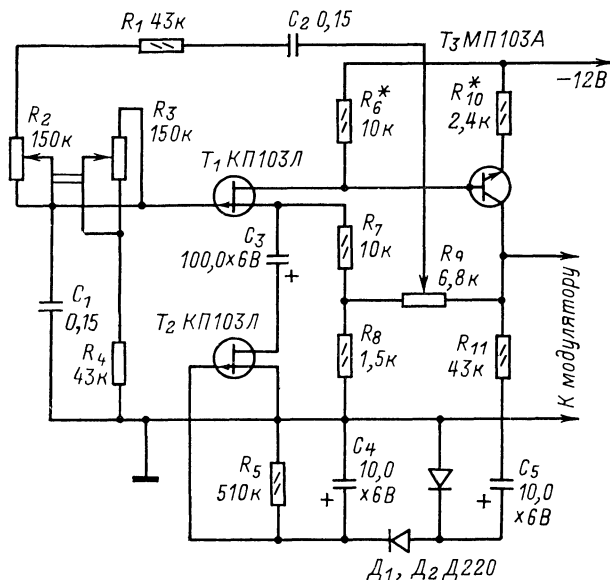 R1 43к
C2 0,15
T3 МП103А
−12В
R2
150к
R3
150к
R6*
10к
R10*
2,4к
T1 КП103Л
C3
100,0×6В
+
R7
10к
R9
6,8к
C1
0,15
T2 КП103Л
R4
43к
R8
1,5к
R11
43к
К модулятору
R5
510к
C4
10,0
×6В
+
C5
10,0
×6В
+
Д1, Д2 Д220